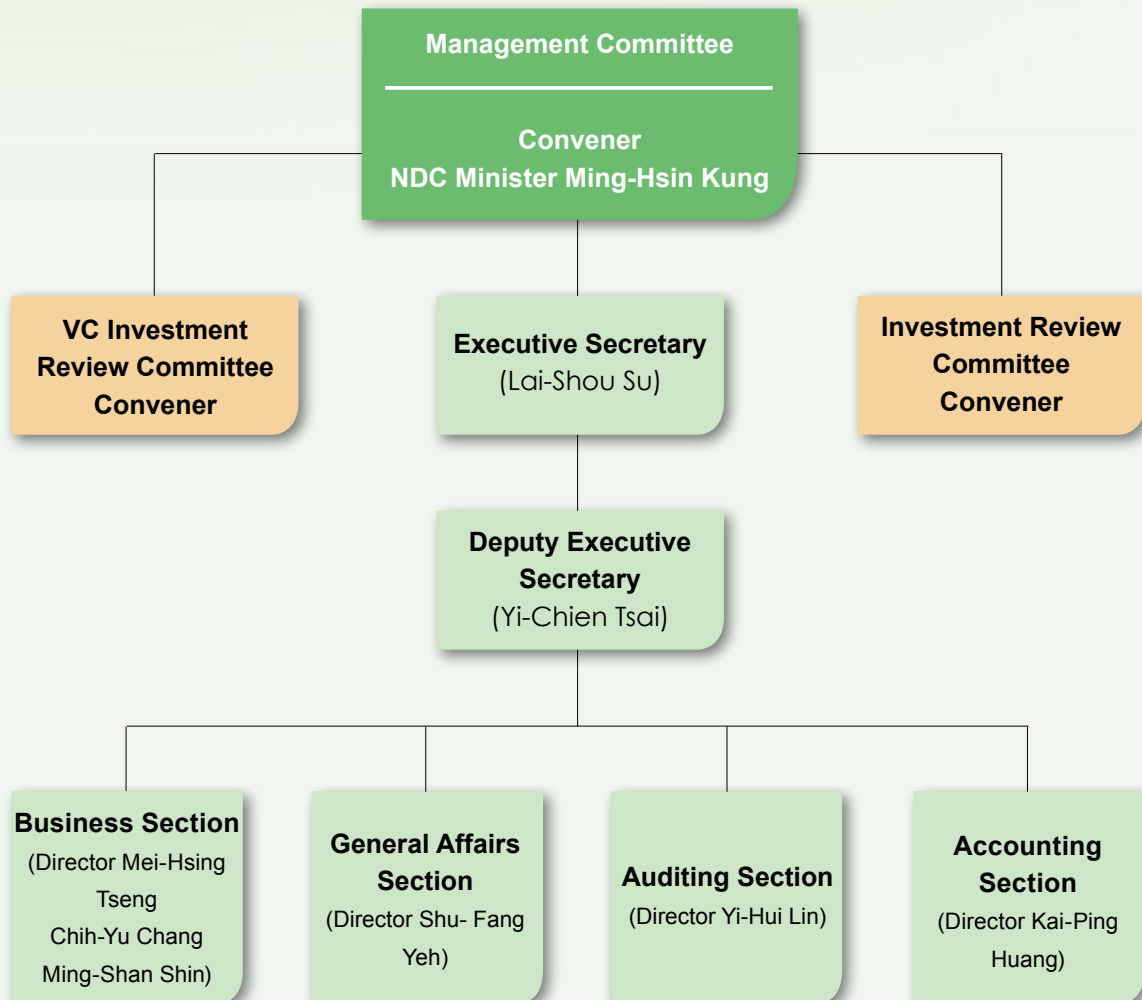 Management Committee
Convener
NDC Minister Ming-Hsin Kung
VC Investment
Review Committee
Convener
Executive Secretary
(Lai-Shou Su)
Investment Review
Committee
Convener
Deputy Executive
Secretary
(Yi-Chien Tsai)
Business Section
(Director Mei-Hsing
Tseng
Chih-Yu Chang
Ming-Shan Shin)
General Affairs
Section
(Director Shu- Fang
Yeh)
Auditing Section
(Director Yi-Hui Lin)
Accounting
Section
(Director Kai-Ping
Huang)